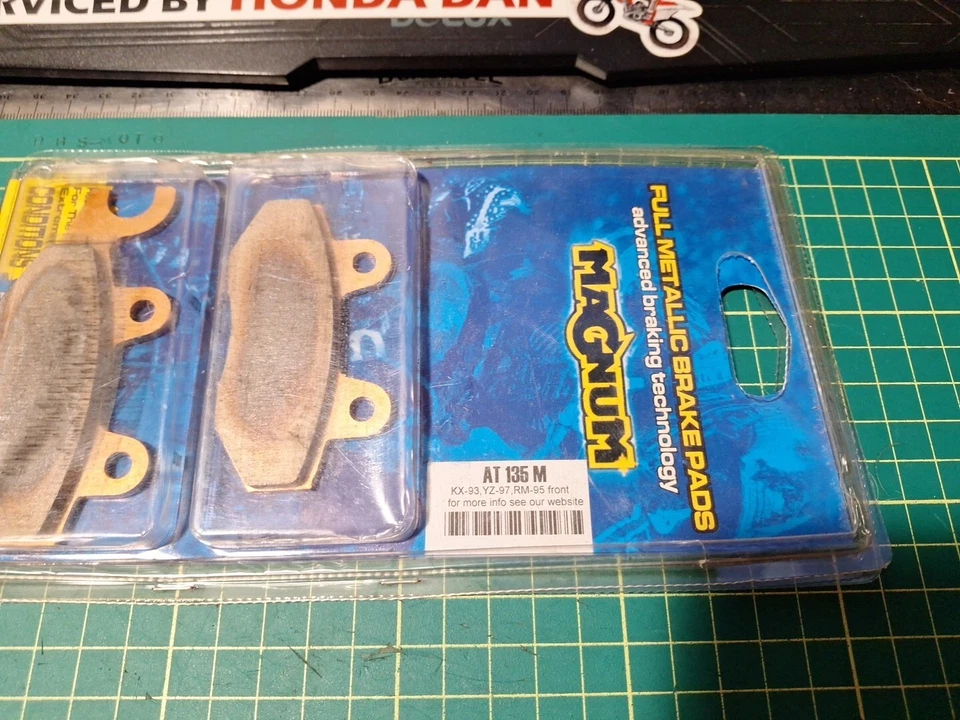 RVICED BY HONDA DAN
FULL METALLIC BRAKE PADS
advanced braking technology
MAGNUM
AT 135 M
KX-93,YZ-97,RM-95 front
for more info see our website
CONDITIONS